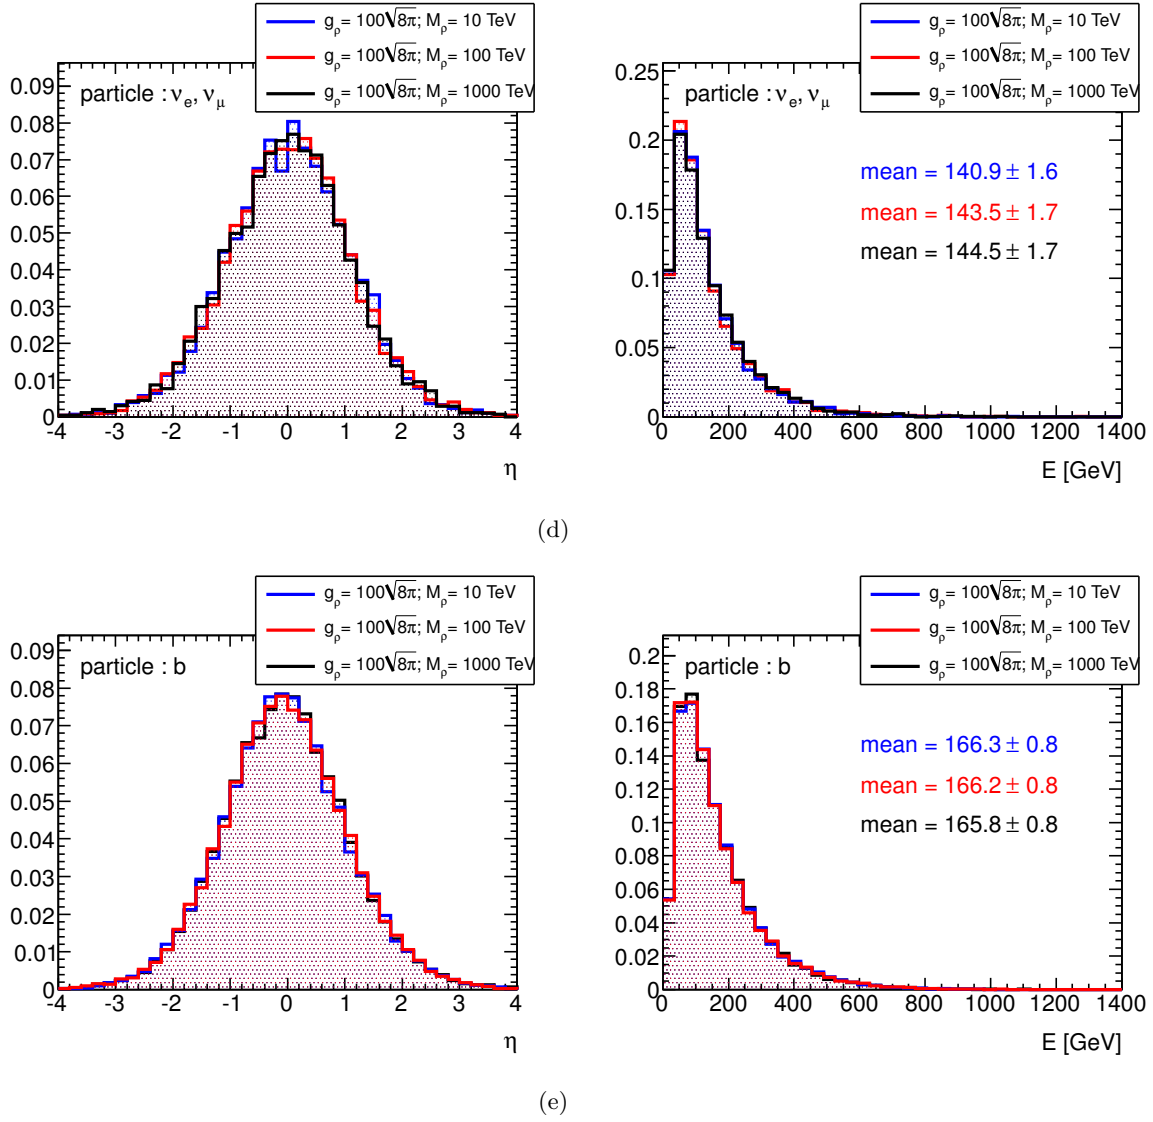 g_ρ = 100√8π; M_ρ = 10 TeV
g_ρ = 100√8π; M_ρ = 100 TeV
g_ρ = 100√8π; M_ρ = 1000 TeV
particle : ν_e, ν_μ
0.09
0.08
0.07
0.06
0.05
0.04
0.03
0.02
0.01
0
-4 -3 -2 -1 0 1 2 3 4
η
g_ρ = 100√8π; M_ρ = 10 TeV
g_ρ = 100√8π; M_ρ = 100 TeV
g_ρ = 100√8π; M_ρ = 1000 TeV
particle : ν_e, ν_μ
mean = 140.9 ± 1.6
mean = 143.5 ± 1.7
mean = 144.5 ± 1.7
0.25
0.2
0.15
0.1
0.05
0
0 200 400 600 800 1000 1200 1400
E [GeV]
(d)
g_ρ = 100√8π; M_ρ = 10 TeV
g_ρ = 100√8π; M_ρ = 100 TeV
g_ρ = 100√8π; M_ρ = 1000 TeV
particle : b
0.09
0.08
0.07
0.06
0.05
0.04
0.03
0.02
0.01
0
-4 -3 -2 -1 0 1 2 3 4
η
g_ρ = 100√8π; M_ρ = 10 TeV
g_ρ = 100√8π; M_ρ = 100 TeV
g_ρ = 100√8π; M_ρ = 1000 TeV
particle : b
mean = 166.3 ± 0.8
mean = 166.2 ± 0.8
mean = 165.8 ± 0.8
0.2
0.18
0.16
0.14
0.12
0.1
0.08
0.06
0.04
0.02
0
0 200 400 600 800 1000 1200 1400
E [GeV]
(e)